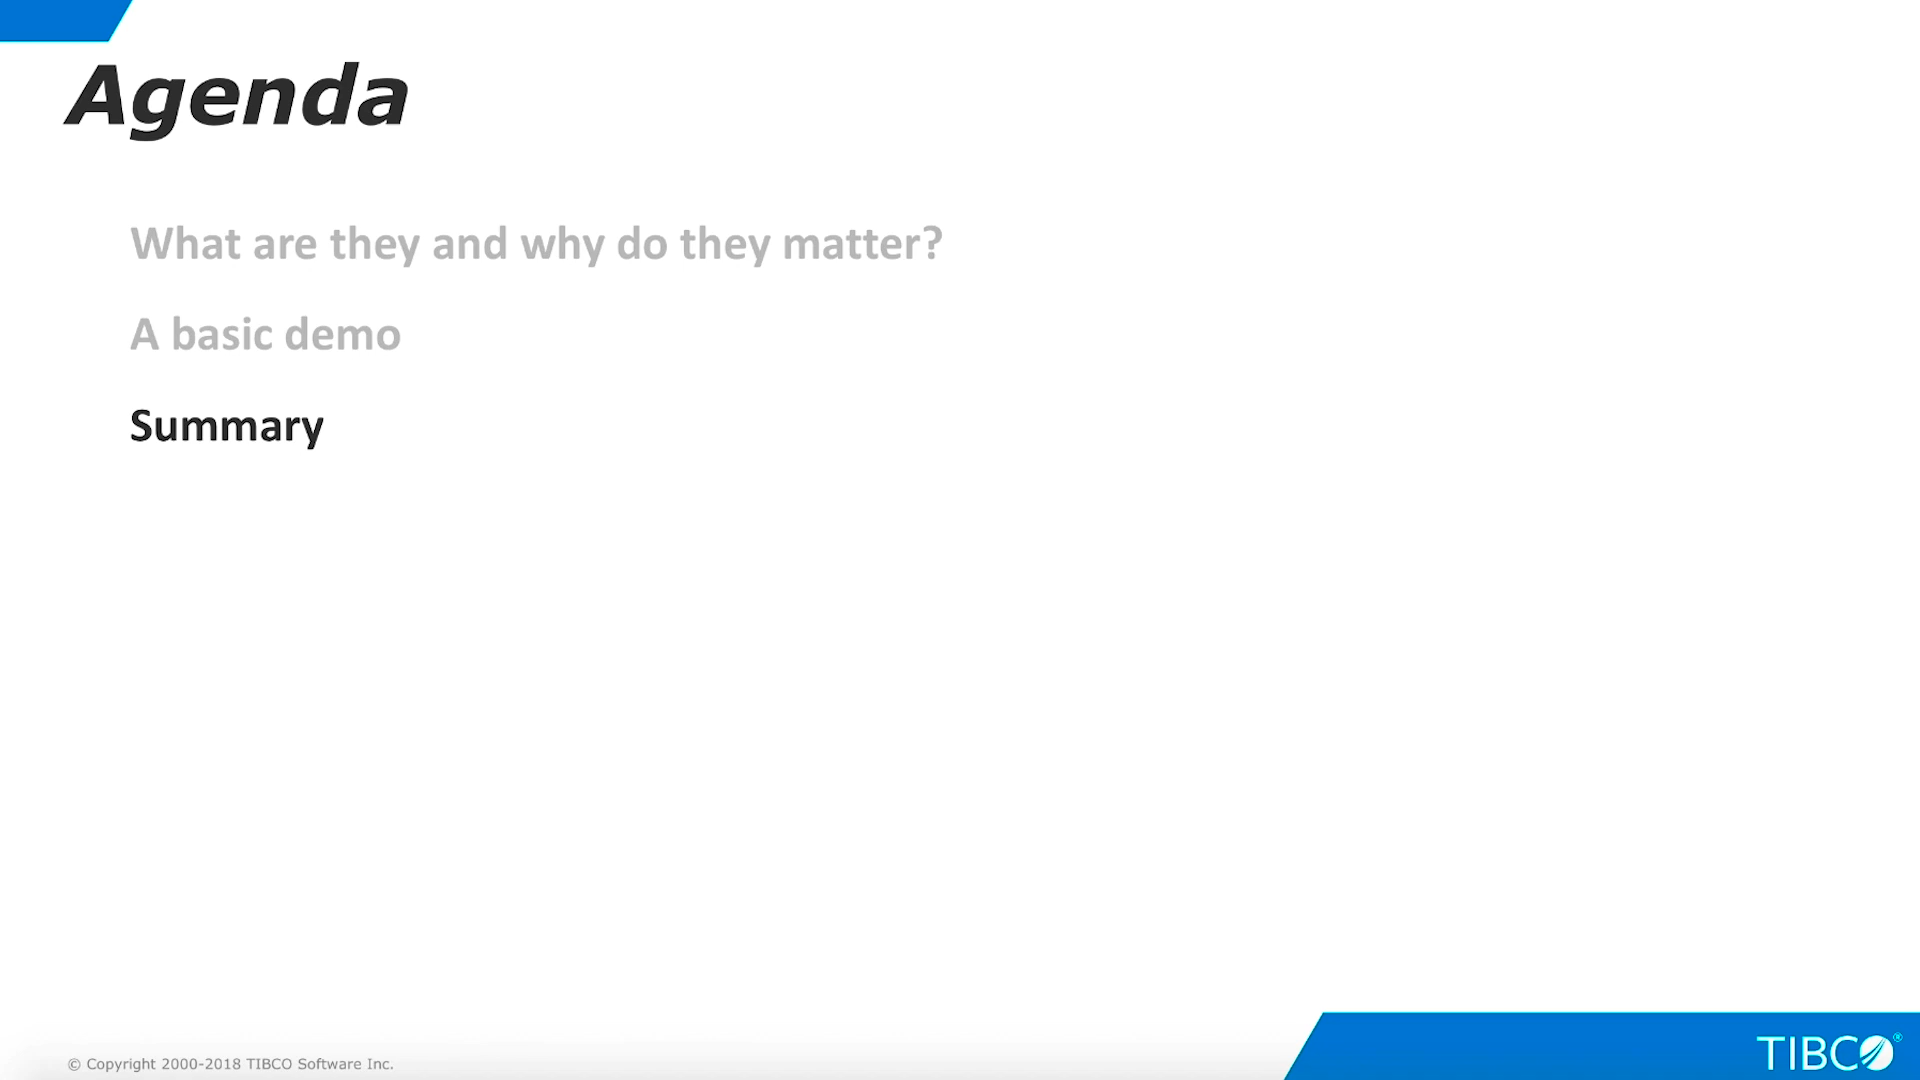 Agenda
What are they and why do they matter?
A basic demo
Summary
© Copyright 2000-2018 TIBCO Software Inc.
TIBCO®